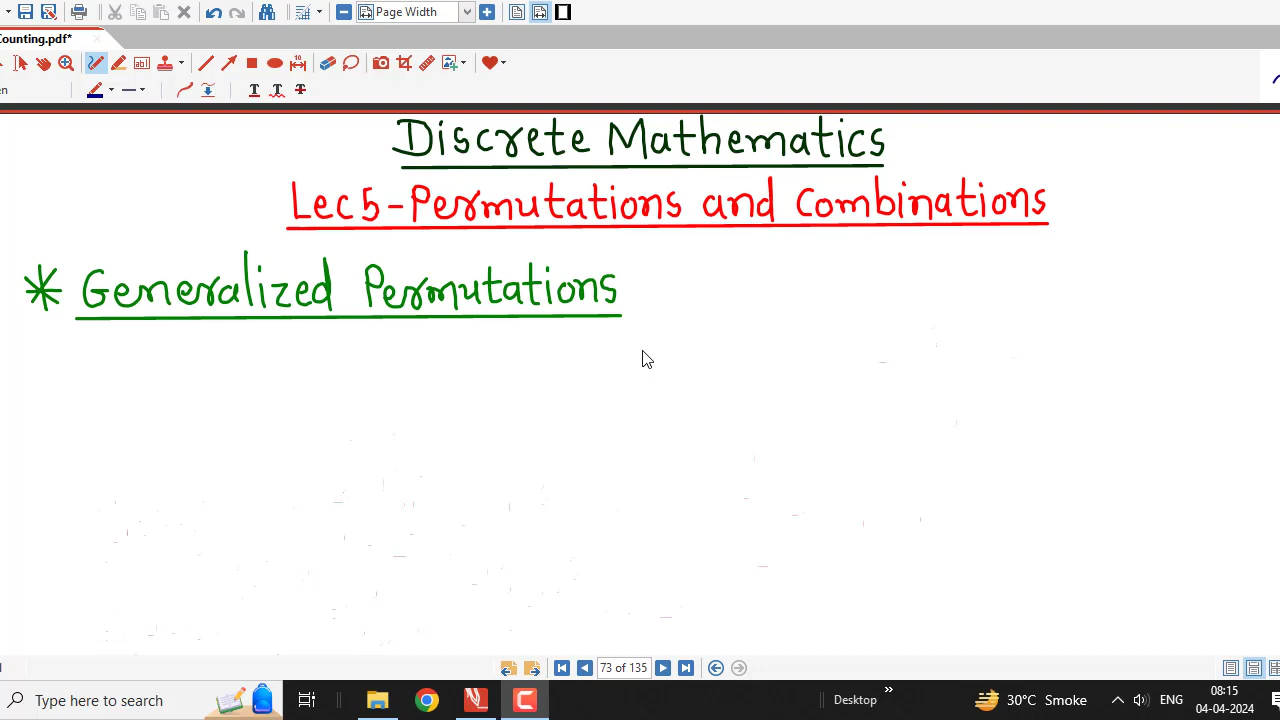 Page Width
Counting.pdf*
Discrete Mathematics
Lec5-Permutations and Combinations
* Generalized Permutations
73 of 135
Type here to search
Desktop
30°C Smoke
ENG
08:15
04-04-2024